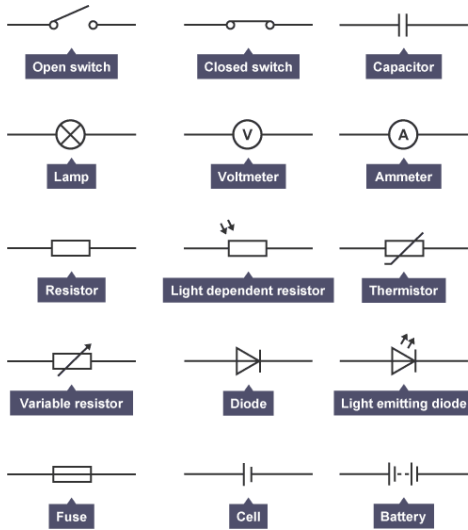 Open switch
Closed switch
Capacitor
V
A
Lamp
Voltmeter
Ammeter
Resistor
Light dependent resistor
Thermistor
Variable resistor
Diode
Light emitting diode
Fuse
Cell
Battery